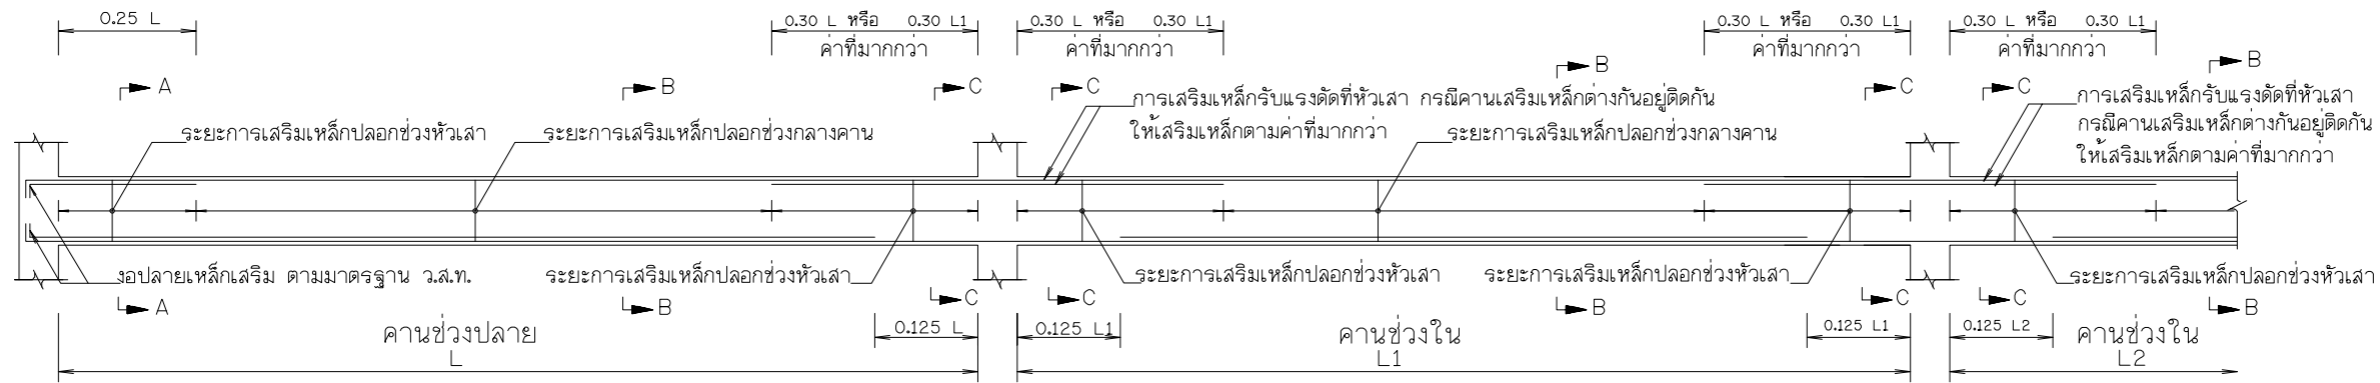 0.25 L
0.30 L หรือ 0.30 L1
ค่าที่มากกว่า
0.30 L หรือ 0.30 L1
ค่าที่มากกว่า
0.30 L หรือ 0.30 L1
ค่าที่มากกว่า
0.30 L หรือ 0.30 L1
ค่าที่มากกว่า
A
B
C
C
B
C
C
B
การเสริมเหล็กรับแรงดัดที่หัวเสา กรณีคานเสริมเหล็กต่างกันอยู่ติดกัน
ให้เสริมเหล็กตามค่าที่มากกว่า
การเสริมเหล็กรับแรงดัดที่หัวเสา
กรณีคานเสริมเหล็กต่างกันอยู่ติดกัน
ให้เสริมเหล็กตามค่าที่มากกว่า
ระยะการเสริมเหล็กปลอกช่วงหัวเสา
ระยะการเสริมเหล็กปลอกช่วงกลางคาน
ระยะการเสริมเหล็กปลอกช่วงกลางคาน
งอปลายเหล็กเสริม ตามมาตรฐาน ว.ส.ท.
ระยะการเสริมเหล็กปลอกช่วงหัวเสา
ระยะการเสริมเหล็กปลอกช่วงหัวเสา
ระยะการเสริมเหล็กปลอกช่วงหัวเสา
ระยะการเสริมเหล็กปลอกช่วงหัวเสา
A
B
C
C
B
C
C
B
คานช่วงปลาย
L
0.125 L
0.125 L1
คานช่วงใน
L1
0.125 L1
0.125 L2
คานช่วงใน
L2